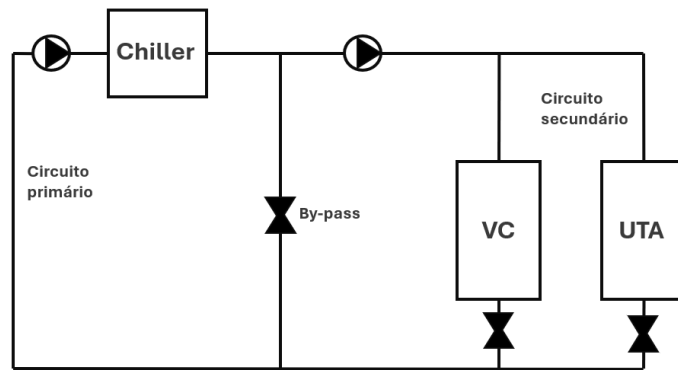 Chiller
Circuito
secundário
Circuito
primário
By-pass
VC
UTA